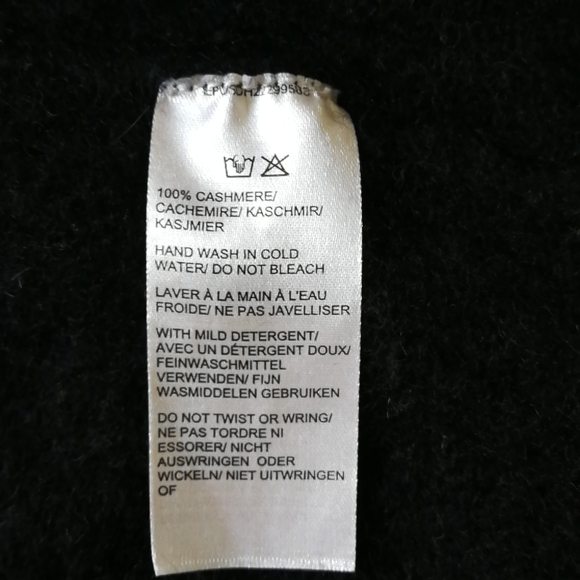 100% CASHMERE/
CACHEMIRE/ KASCHMIR/
KASJMIER
HAND WASH IN COLD
WATER/ DO NOT BLEACH
LAVER À LA MAIN À L'EAU
FROIDE/ NE PAS JAVELLISER
WITH MILD DETERGENT/
AVEC UN DÉTERGENT DOUX/
FEINWASCHMITTEL
VERWENDEN/ FIJN
WASMIDDELEN GEBRUIKEN
DO NOT TWIST OR WRING/
NE PAS TORDRE NI
ESSORER/ NICHT
AUSWRINGEN ODER
WICKELN/ NIET UITWRINGEN
OF